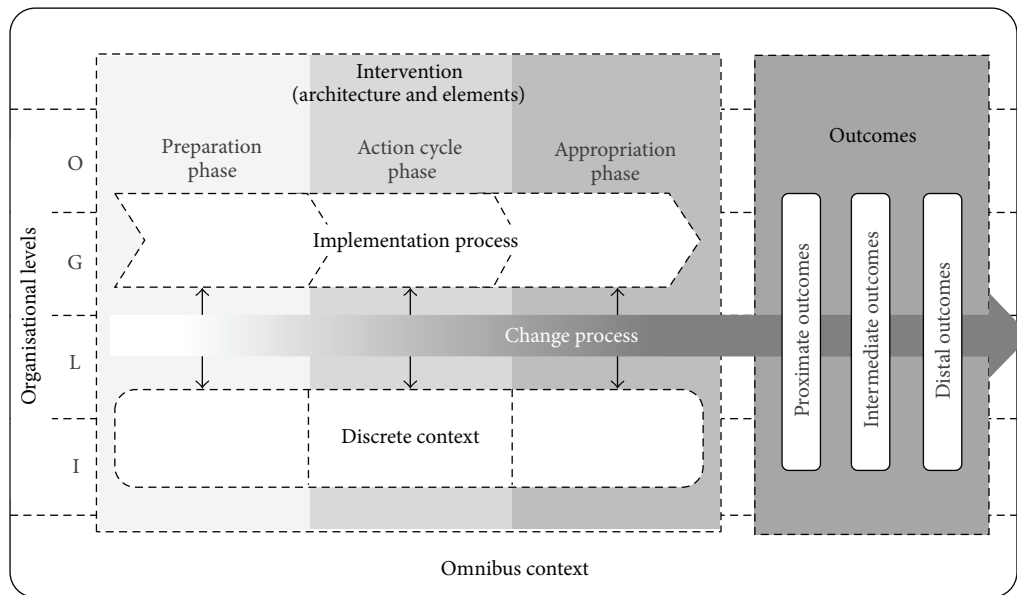 Intervention
(architecture and elements)
Preparation
phase
Action cycle
phase
Appropriation
phase
Outcomes
Organisational levels
O
G
L
I
Implementation process
Change process
Discrete context
Proximate outcomes
Intermediate outcomes
Distal outcomes
Omnibus context